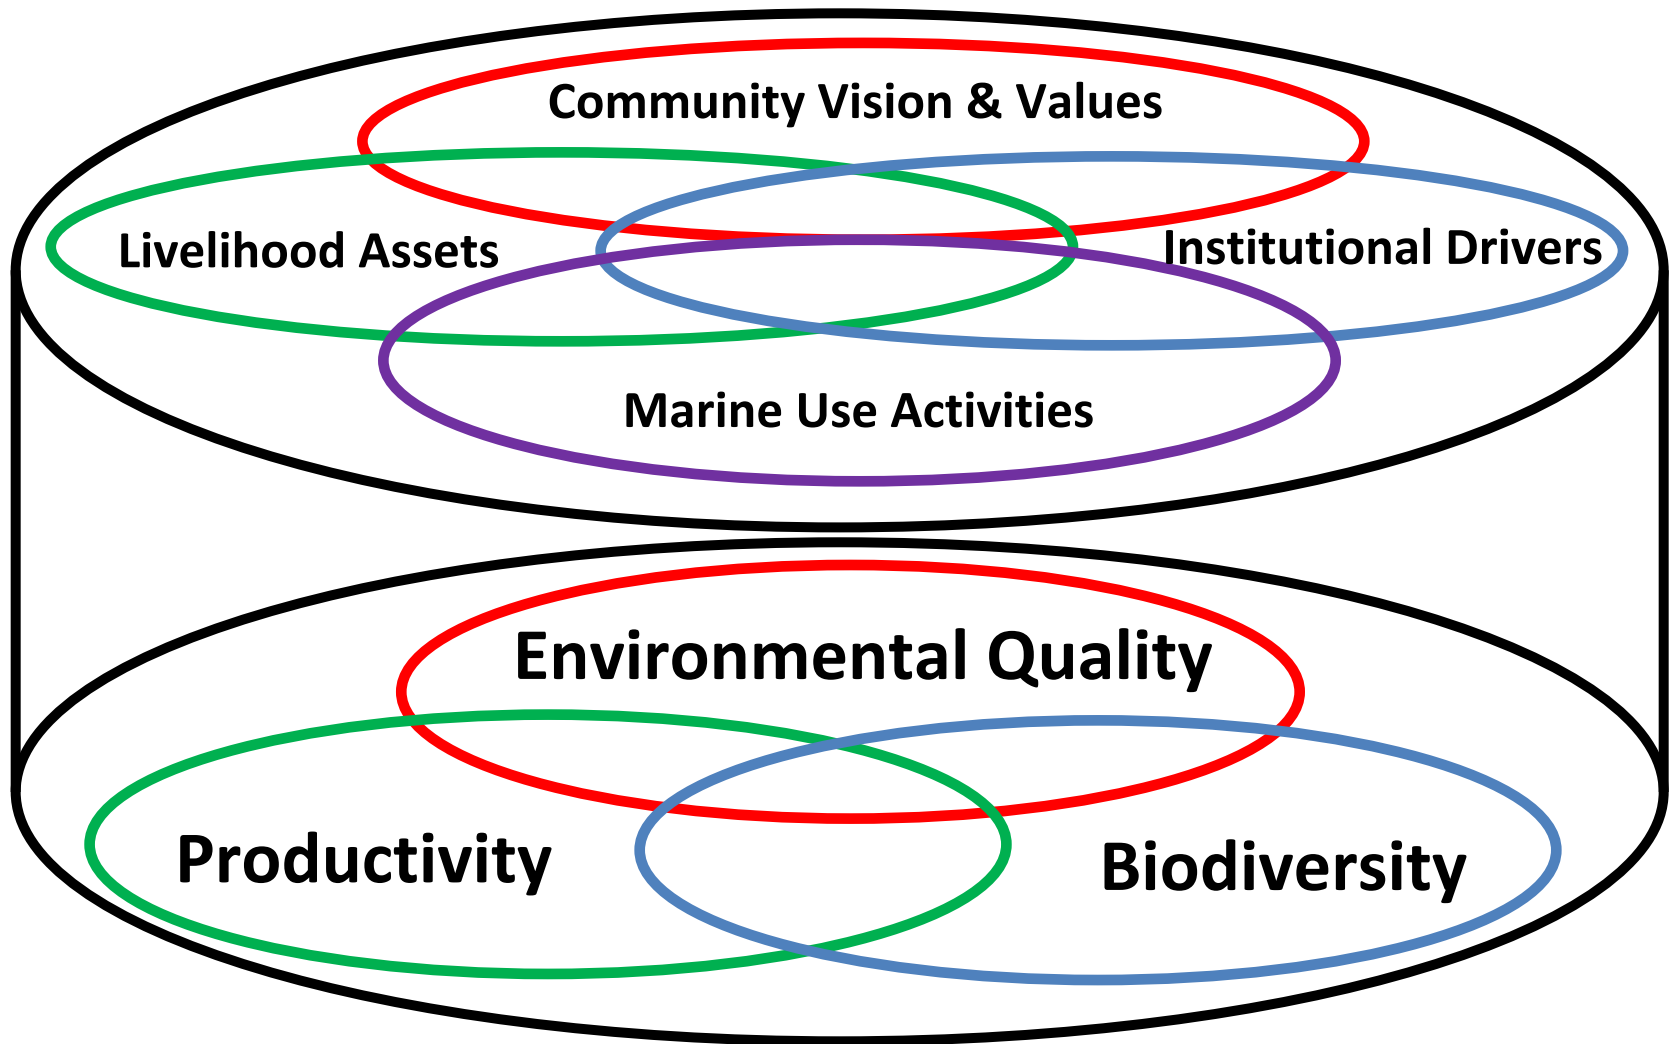 Community Vision & Values
Livelihood Assets
Institutional Drivers
Marine Use Activities
Environmental Quality
Productivity
Biodiversity